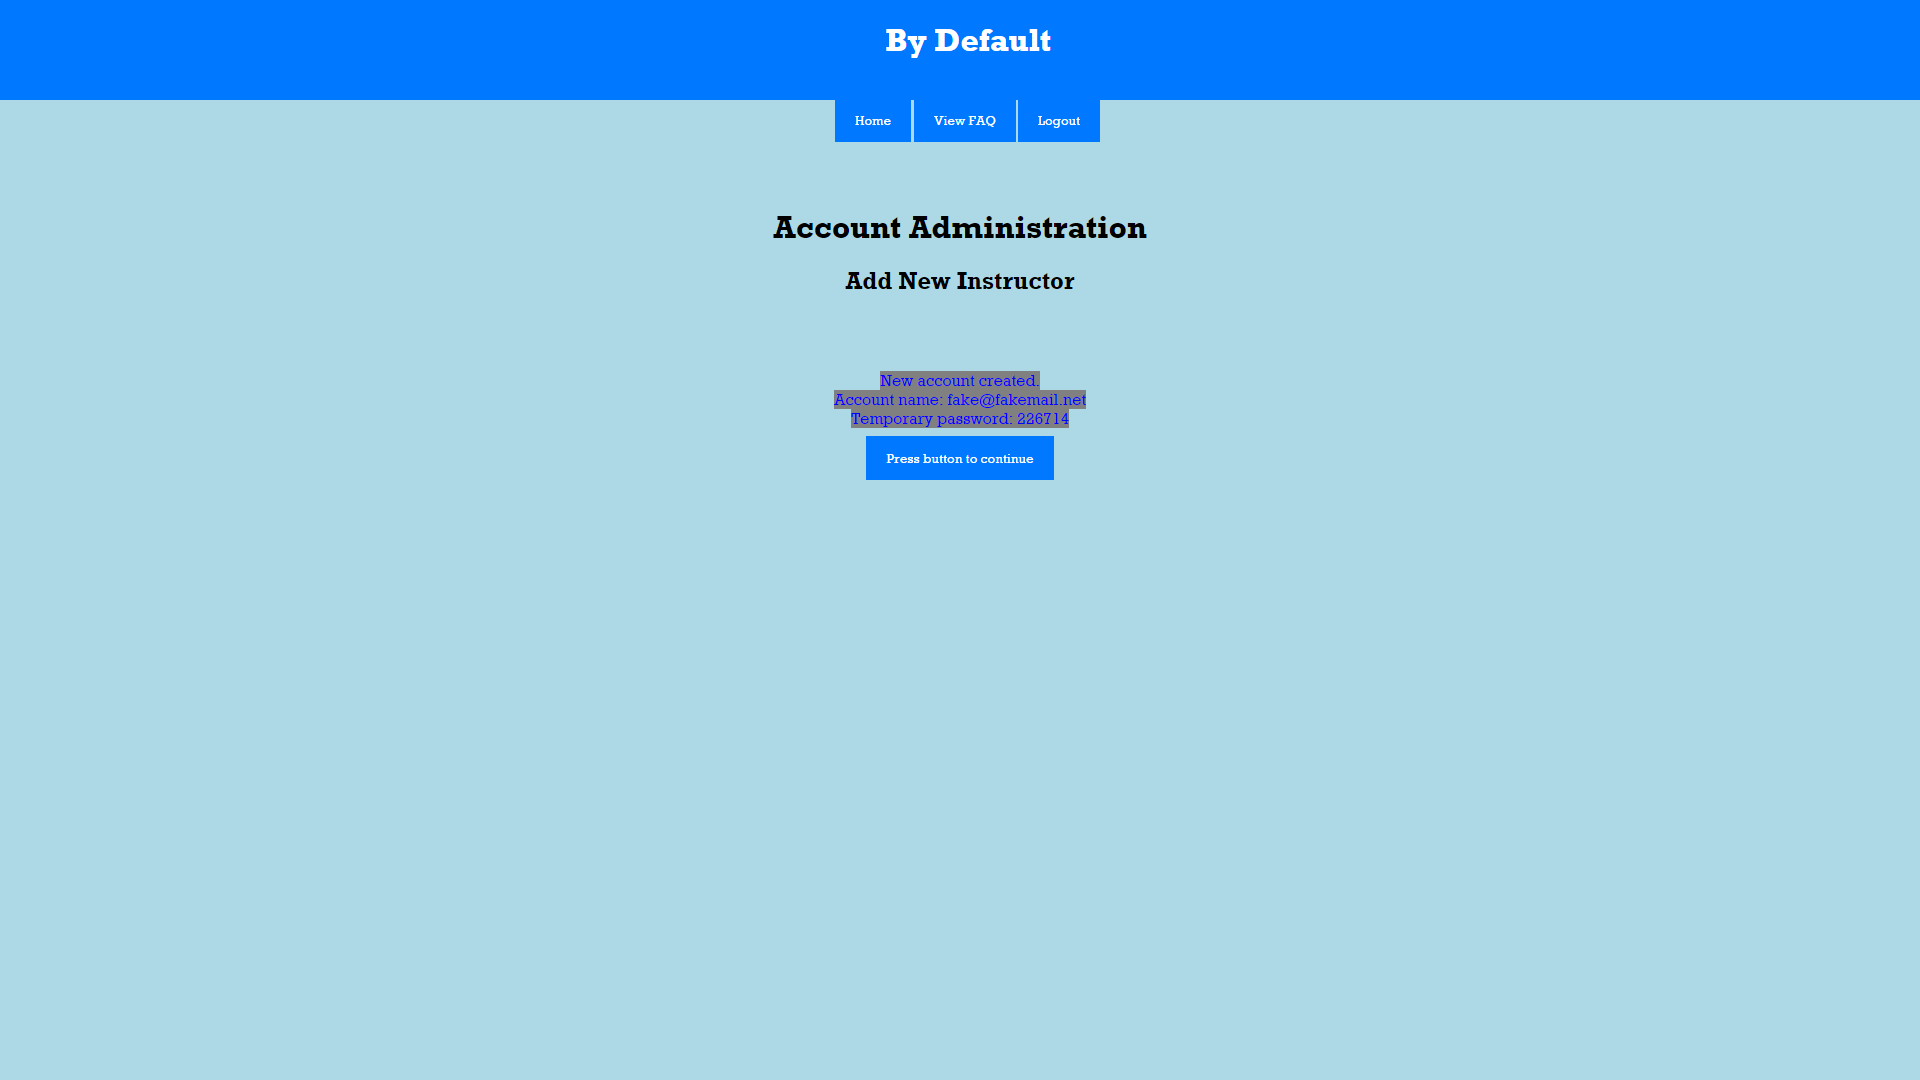 By Default
Home View FAQ Logout
Account Administration
Add New Instructor
New account created.
Account name: fake@fakemail.net
Temporary password: 226714
Press button to continue